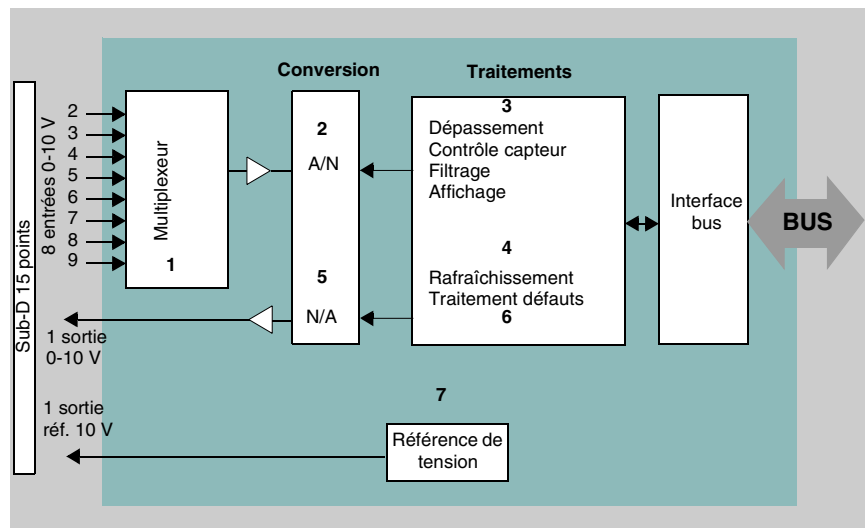 Conversion
Traitements
Sub-D 15 points
8 entrées 0-10 V
2
3
4
5
6
7
8
9
Multiplexeur
1
2
A/N
5
N/A
3
Dépassement
Contrôle capteur
Filtrage
Affichage
4
Rafraîchissement
Traitement défauts
6
Interface
bus
BUS
1 sortie
0-10 V
1 sortie
réf. 10 V
7
Référence de
tension